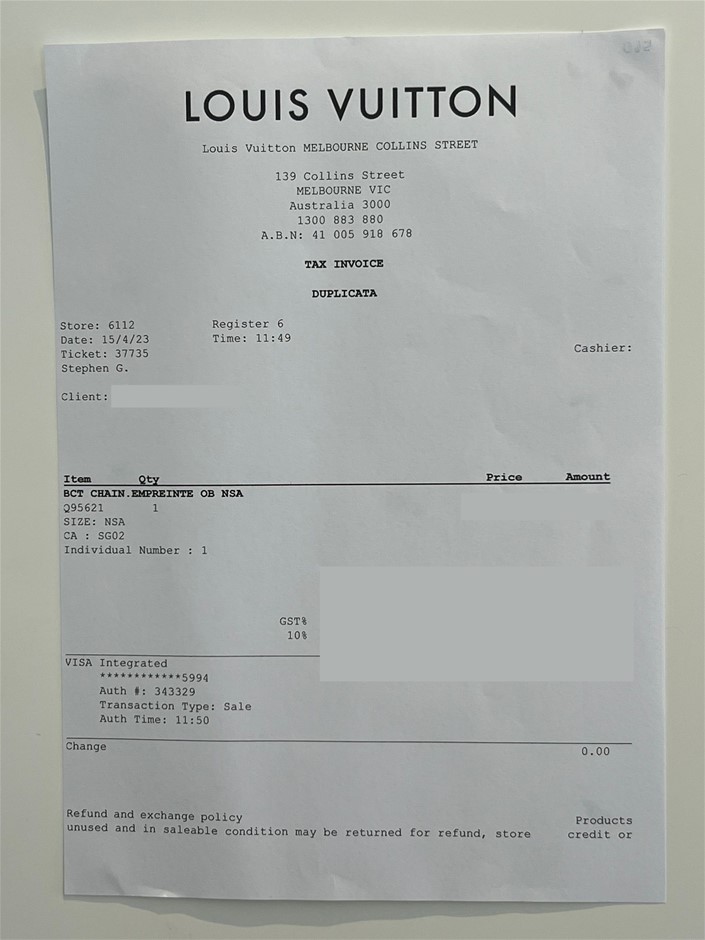 LOUIS VUITTON
Louis Vuitton MELBOURNE COLLINS STREET
139 Collins Street
MELBOURNE VIC
Australia 3000
1300 883 880
A.B.N: 41 005 918 678
TAX INVOICE
DUPLICATA
Store: 6112 Register 6
Date: 15/4/23 Time: 11:49
Ticket: 37735 Cashier:
Stephen G.
Client:
Item Qty Price Amount
BCT CHAIN.EMPREINTE OB NSA
Q95621 1
SIZE: NSA
CA : SG02
Individual Number : 1
GST%
10%
VISA Integrated
************5994
Auth #: 343329
Transaction Type: Sale
Auth Time: 11:50
Change 0.00
Refund and exchange policy Products
unused and in saleable condition may be returned for refund, store credit or